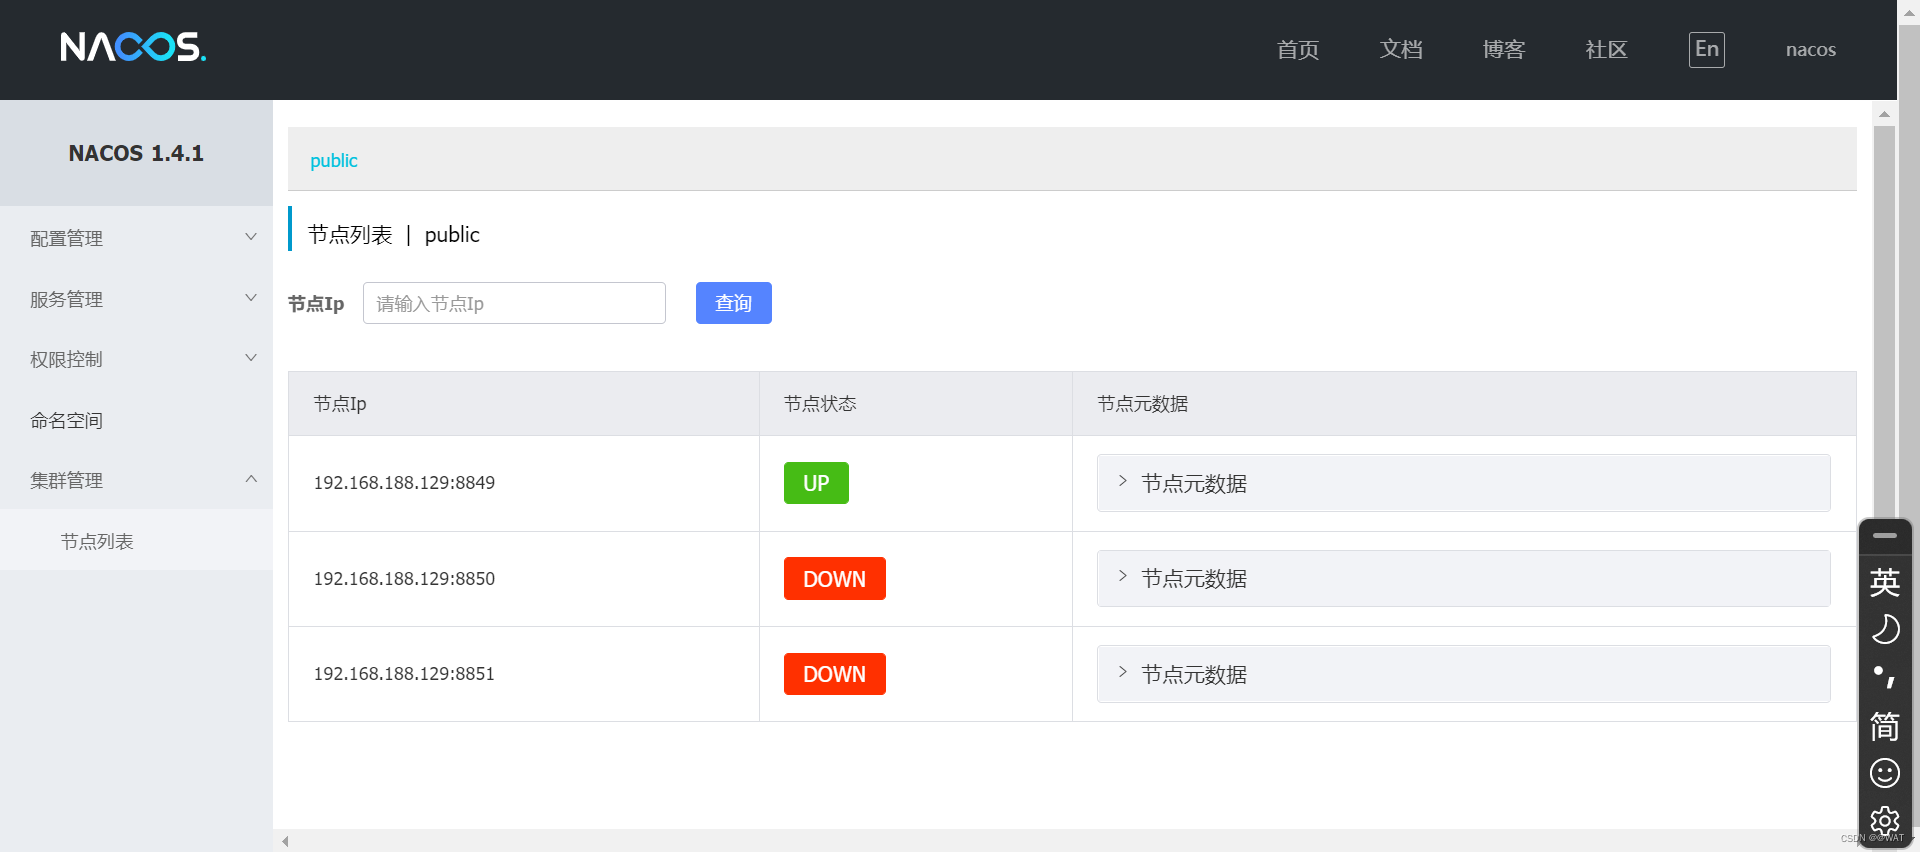 NACOS.
首页 文档 博客 社区 En nacos
NACOS 1.4.1
配置管理
服务管理
权限控制
命名空间
集群管理
节点列表
public
节点列表 | public
节点Ip 请输入节点Ip 查询
节点Ip 节点状态 节点元数据
192.168.188.129:8849 UP 节点元数据
192.168.188.129:8850 DOWN 节点元数据
192.168.188.129:8851 DOWN 节点元数据
英
简
CSDN @@WAT